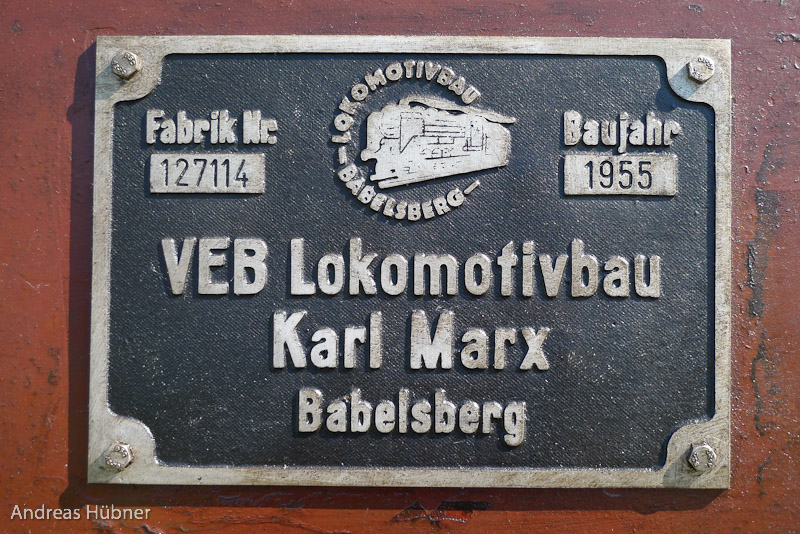 LOKOMOTIVBAU
– BABELSBERG –
Fabrik Nr.
127114
Baujahr
1955
VEB Lokomotivbau
Karl Marx
Babelsberg
Andreas Hübner